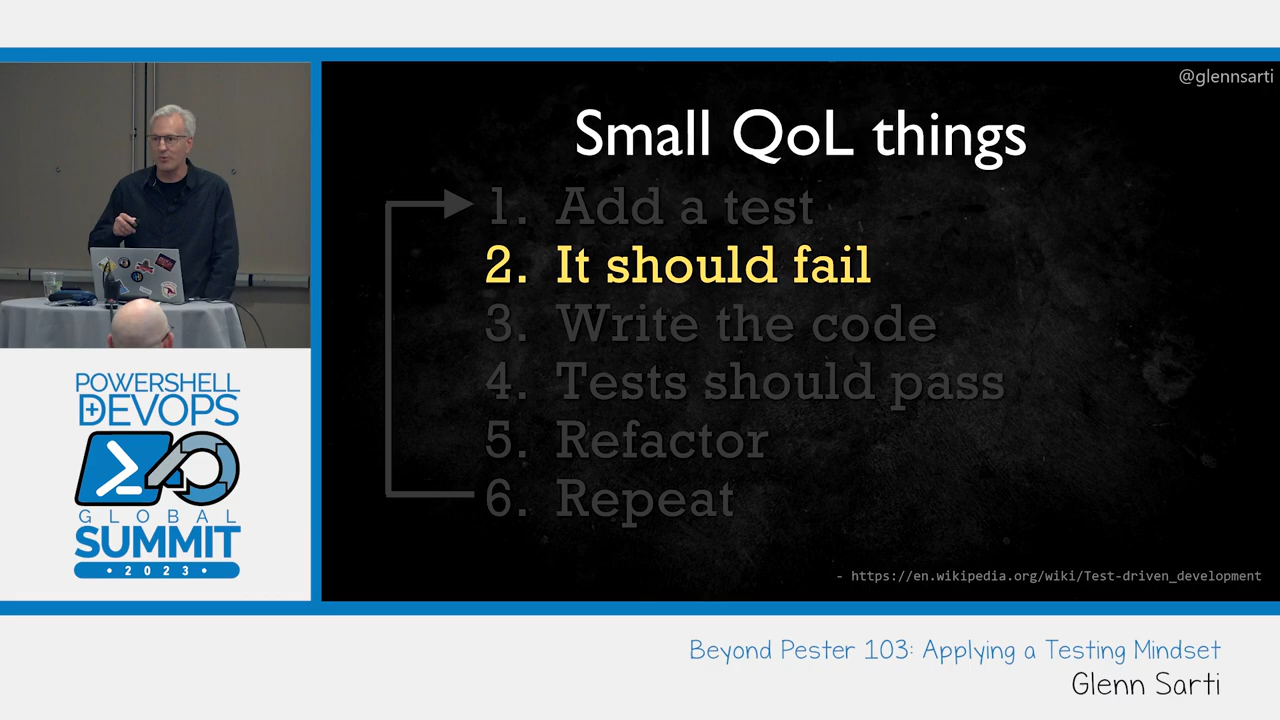 @glennsarti
Small QoL things
1. Add a test
2. It should fail
3. Write the code
4. Tests should pass
5. Refactor
6. Repeat
- https://en.wikipedia.org/wiki/Test-driven_development
POWERSHELL
+DEVOPS
GLOBAL
SUMMIT
• 2023 •
Beyond Pester 103: Applying a Testing Mindset
Glenn Sarti